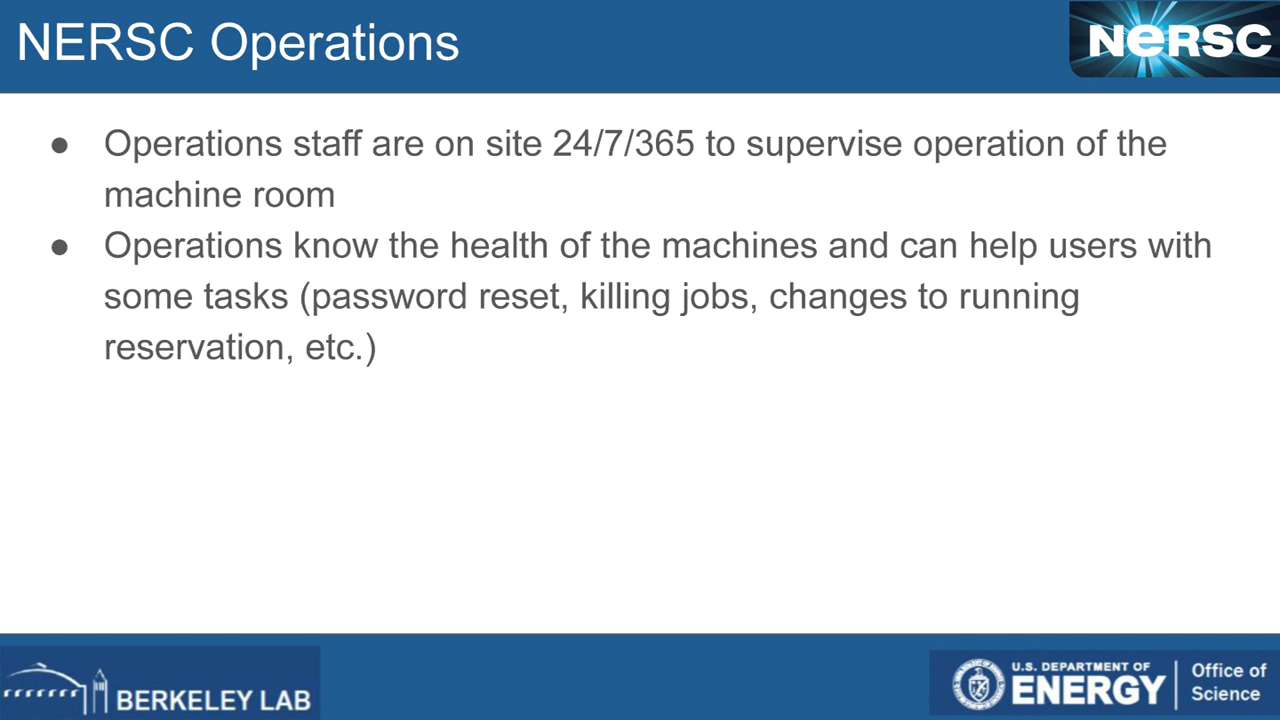 NERSC Operations
NERSC
● Operations staff are on site 24/7/365 to supervise operation of the
machine room
● Operations know the health of the machines and can help users with
some tasks (password reset, killing jobs, changes to running
reservation, etc.)
BERKELEY LAB
U.S. DEPARTMENT OF
ENERGY
Office of
Science